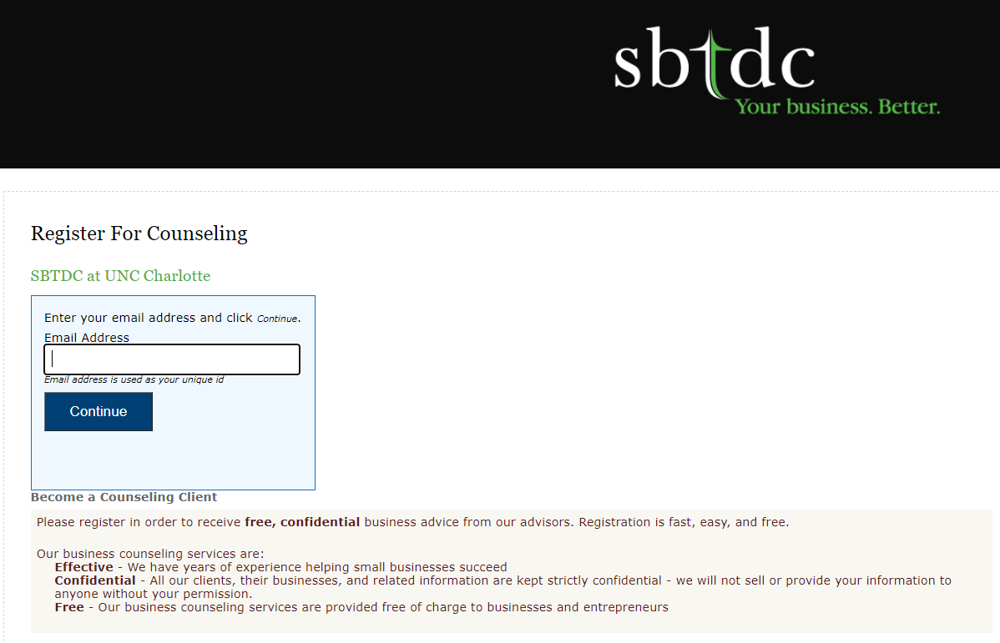 sbtdc
Your business. Better.
Register For Counseling
SBTDC at UNC Charlotte
Enter your email address and click Continue.
Email Address
Email address is used as your unique id
Continue
Become a Counseling Client
Please register in order to receive free, confidential business advice from our advisors. Registration is fast, easy, and free.
Our business counseling services are:
Effective - We have years of experience helping small businesses succeed
Confidential - All our clients, their businesses, and related information are kept strictly confidential - we will not sell or provide your information to
anyone without your permission.
Free - Our business counseling services are provided free of charge to businesses and entrepreneurs